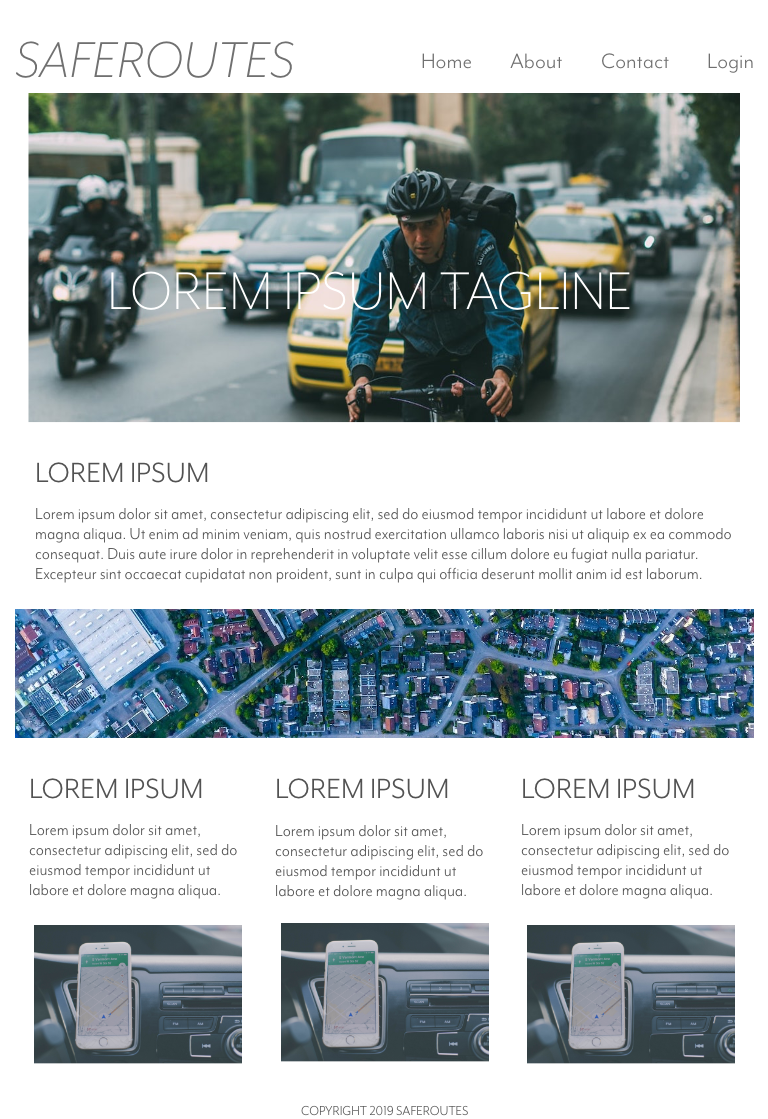 SAFEROUTES
Home About Contact Login
LOREM IPSUM TAGLINE
LOREM IPSUM
Lorem ipsum dolor sit amet, consectetur adipiscing elit, sed do eiusmod tempor incididunt ut labore et dolore
magna aliqua. Ut enim ad minim veniam, quis nostrud exercitation ullamco laboris nisi ut aliquip ex ea commodo
consequat. Duis aute irure dolor in reprehenderit in voluptate velit esse cillum dolore eu fugiat nulla pariatur.
Excepteur sint occaecat cupidatat non proident, sunt in culpa qui officia deserunt mollit anim id est laborum.
LOREM IPSUM
Lorem ipsum dolor sit amet,
consectetur adipiscing elit, sed do
eiusmod tempor incididunt ut
labore et dolore magna aliqua.
LOREM IPSUM
Lorem ipsum dolor sit amet,
consectetur adipiscing elit, sed do
eiusmod tempor incididunt ut
labore et dolore magna aliqua.
LOREM IPSUM
Lorem ipsum dolor sit amet,
consectetur adipiscing elit, sed do
eiusmod tempor incididunt ut
labore et dolore magna aliqua.
COPYRIGHT 2019 SAFEROUTES